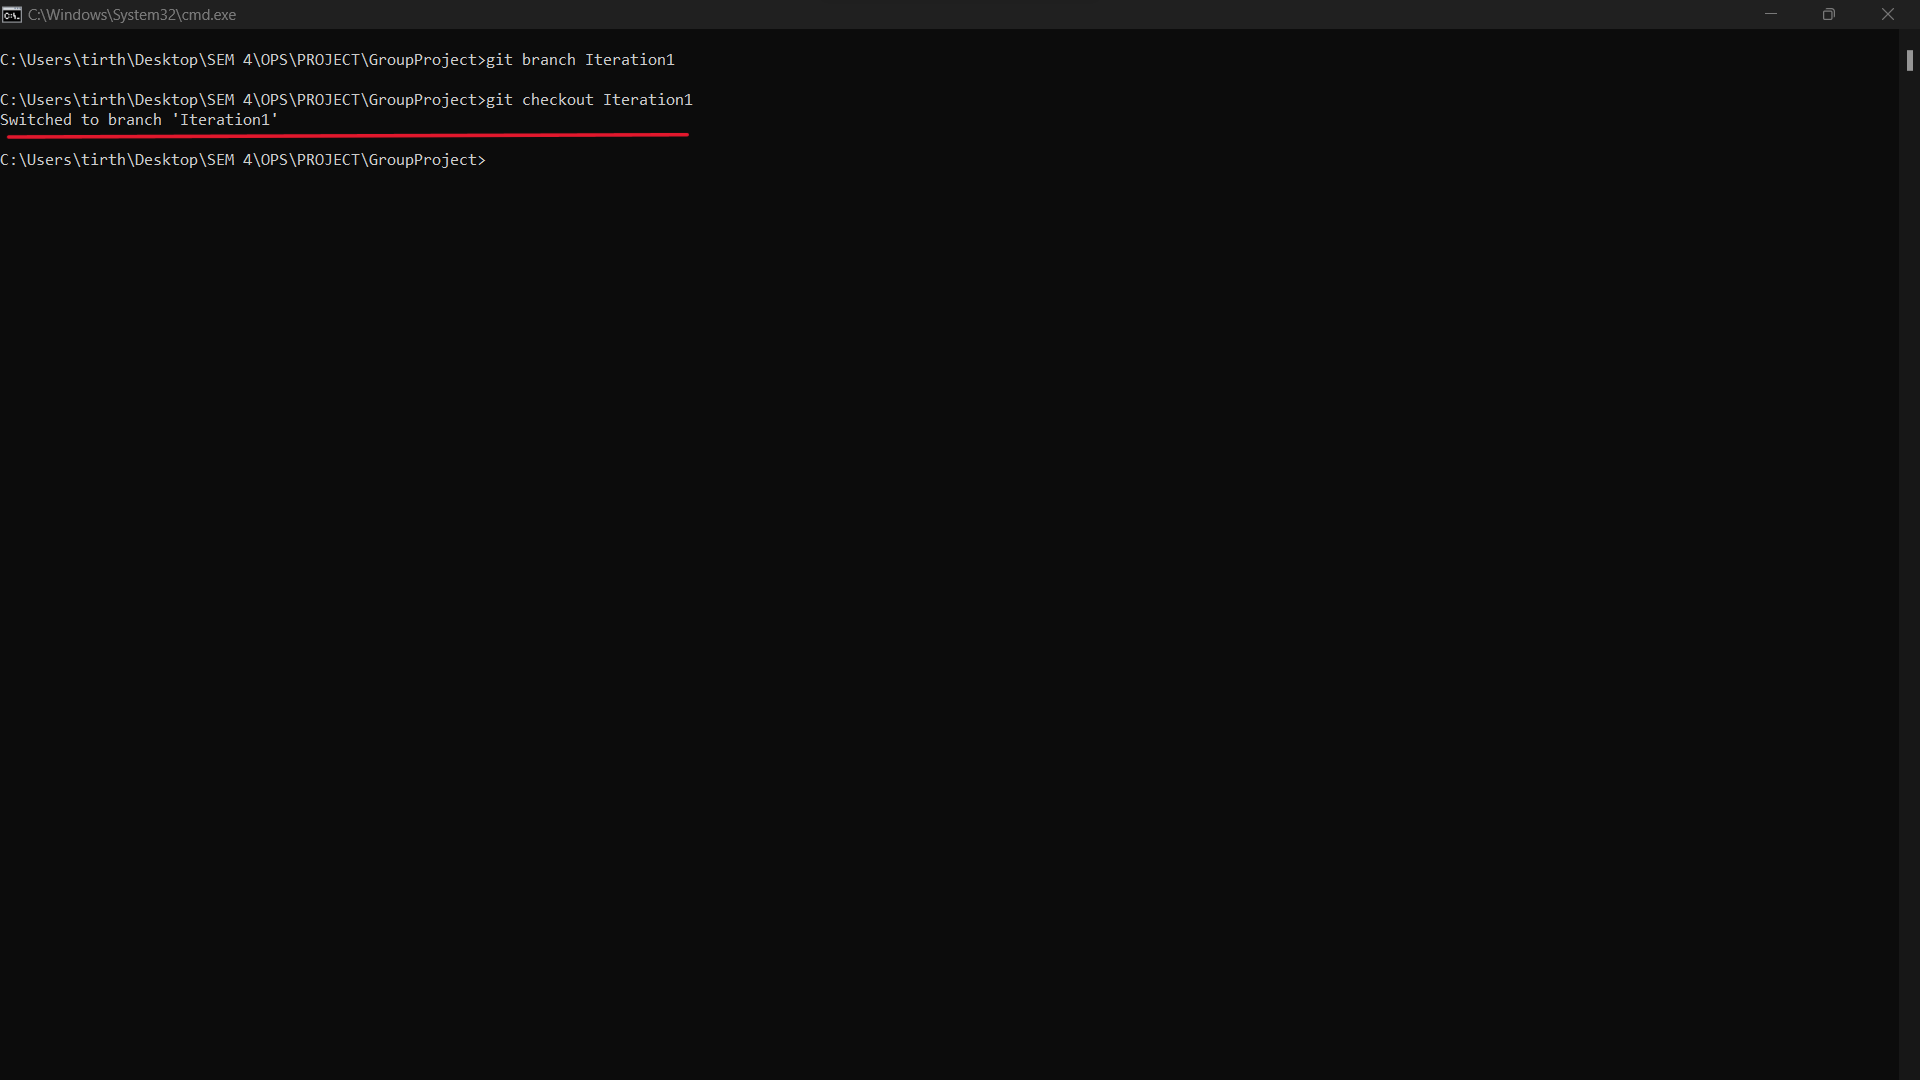 C:\Windows\System32\cmd.exe
C:\Users\tirth\Desktop\SEM 4\OPS\PROJECT\GroupProject>git branch Iteration1
C:\Users\tirth\Desktop\SEM 4\OPS\PROJECT\GroupProject>git checkout Iteration1
Switched to branch 'Iteration1'
C:\Users\tirth\Desktop\SEM 4\OPS\PROJECT\GroupProject>